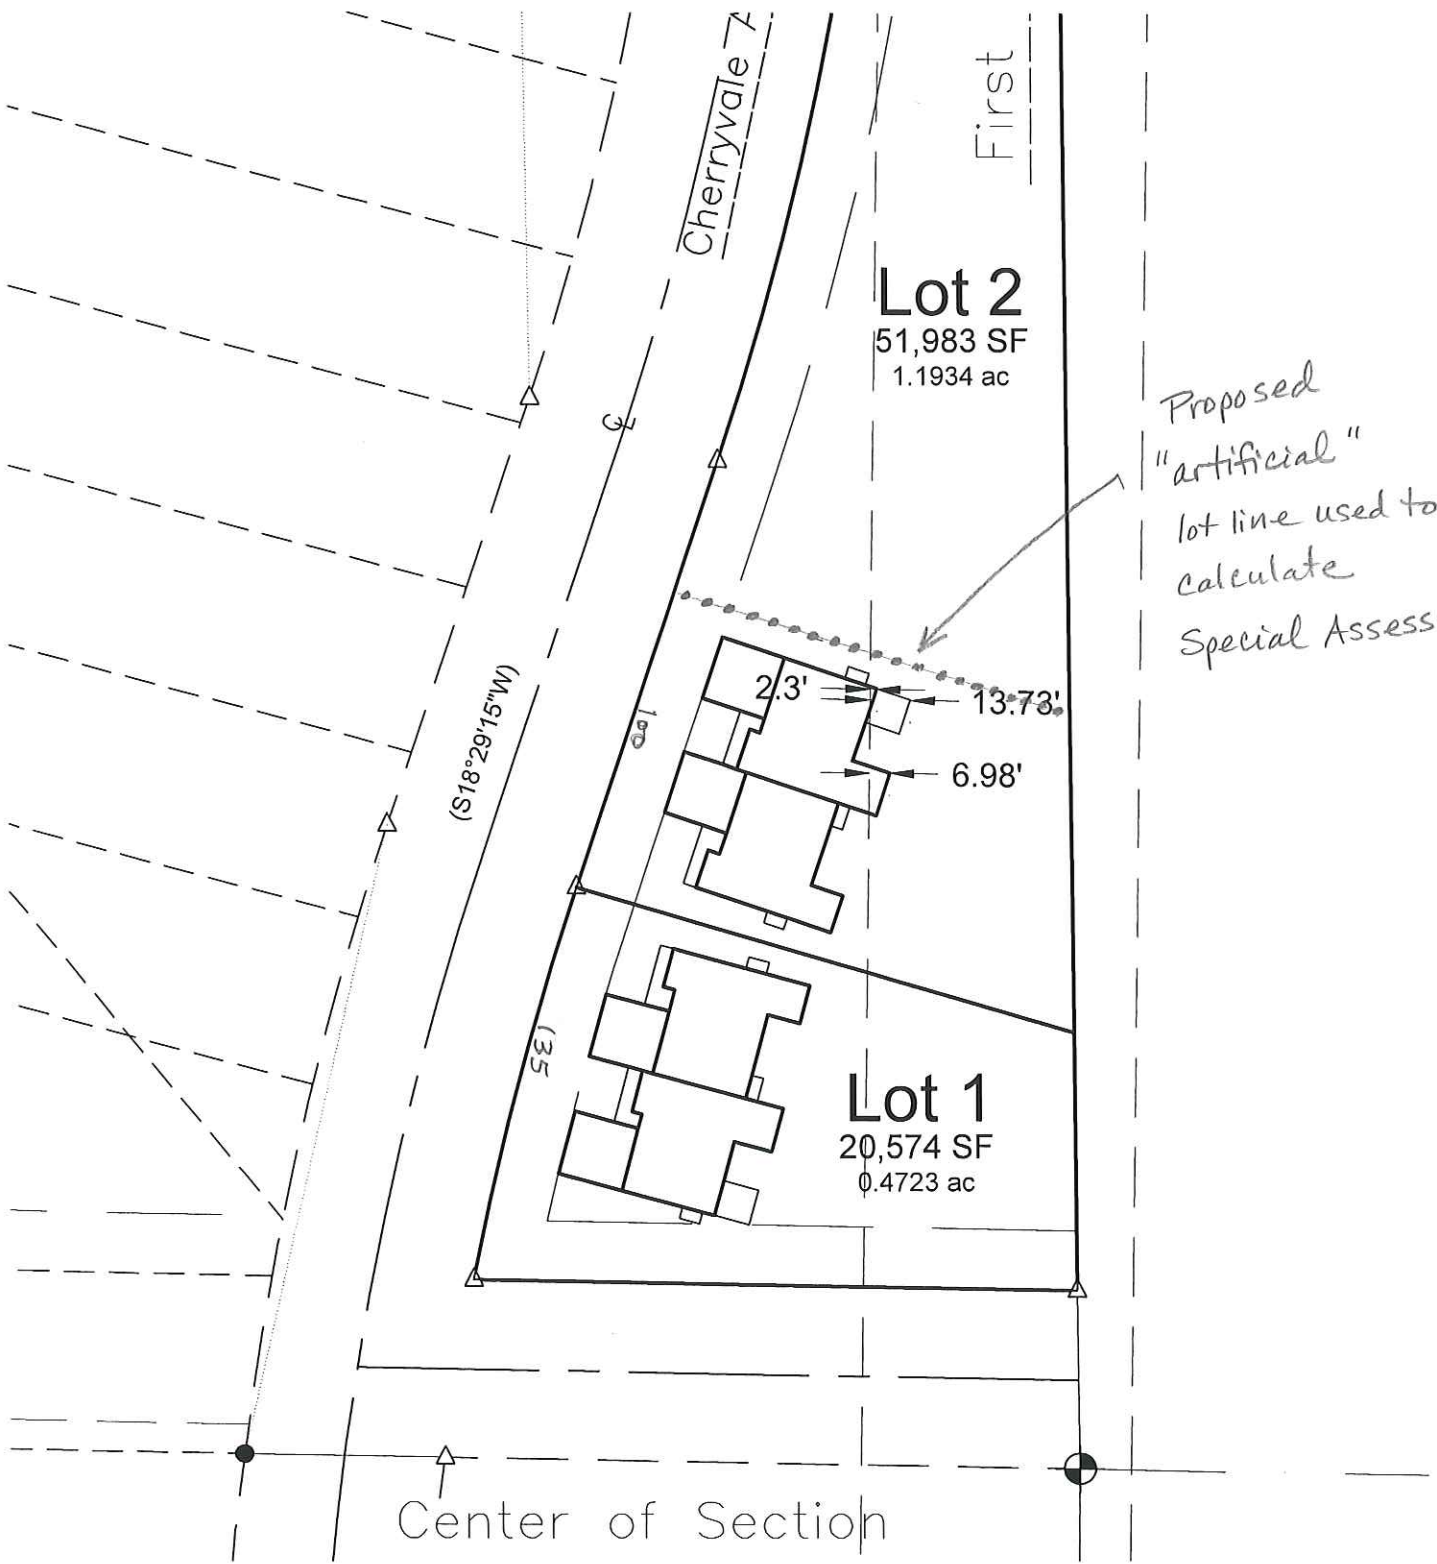 Cherryvale A
First
Lot 2
51,983 SF
1.1934 ac
Proposed
"artificial"
lot line used to
calculate
Special Assess
2.3'
13.73'
6.98'
100
(S18°29'15"W)
135
Lot 1
20,574 SF
0.4723 ac
Center of Section